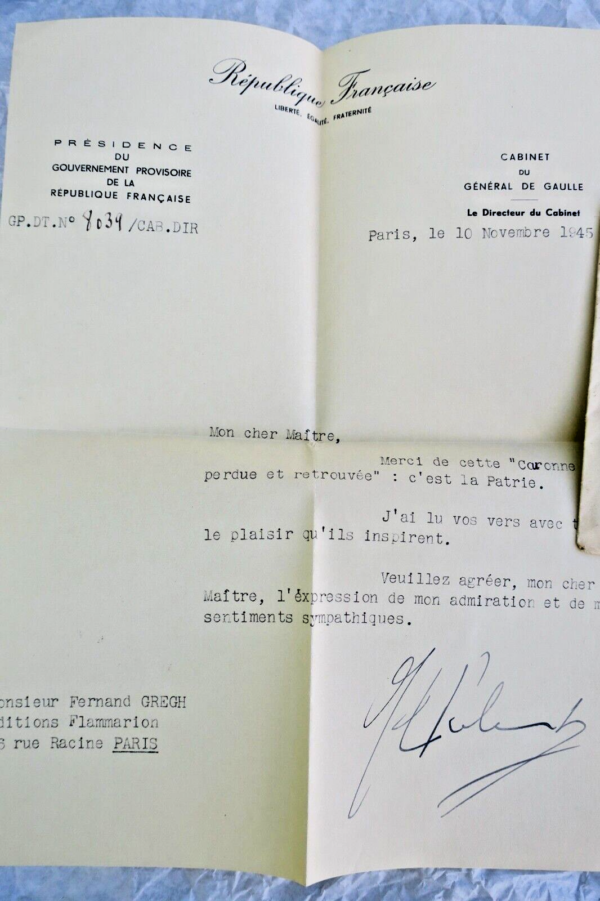 République Française
LIBERTÉ, ÉGALITÉ, FRATERNITÉ
PRÉSIDENCE
DU
GOUVERNEMENT PROVISOIRE
DE LA
RÉPUBLIQUE FRANÇAISE
GP.DT.N° 8034/CAB.DIR
CABINET
DU
GÉNÉRAL DE GAULLE
Le Directeur du Cabinet
Paris, le 10 Novembre 1945
Mon cher Maître,
Merci de cette "Coronne
perdue et retrouvée" : c'est la Patrie.
J'ai lu vos vers avec t
le plaisir qu'ils inspirent.
Veuillez agréer, mon cher
Maître, l'éxpression de mon admiration et de m
sentiments sympathiques.
onsieur Fernand GREGH
ditions Flammarion
rue Racine PARIS